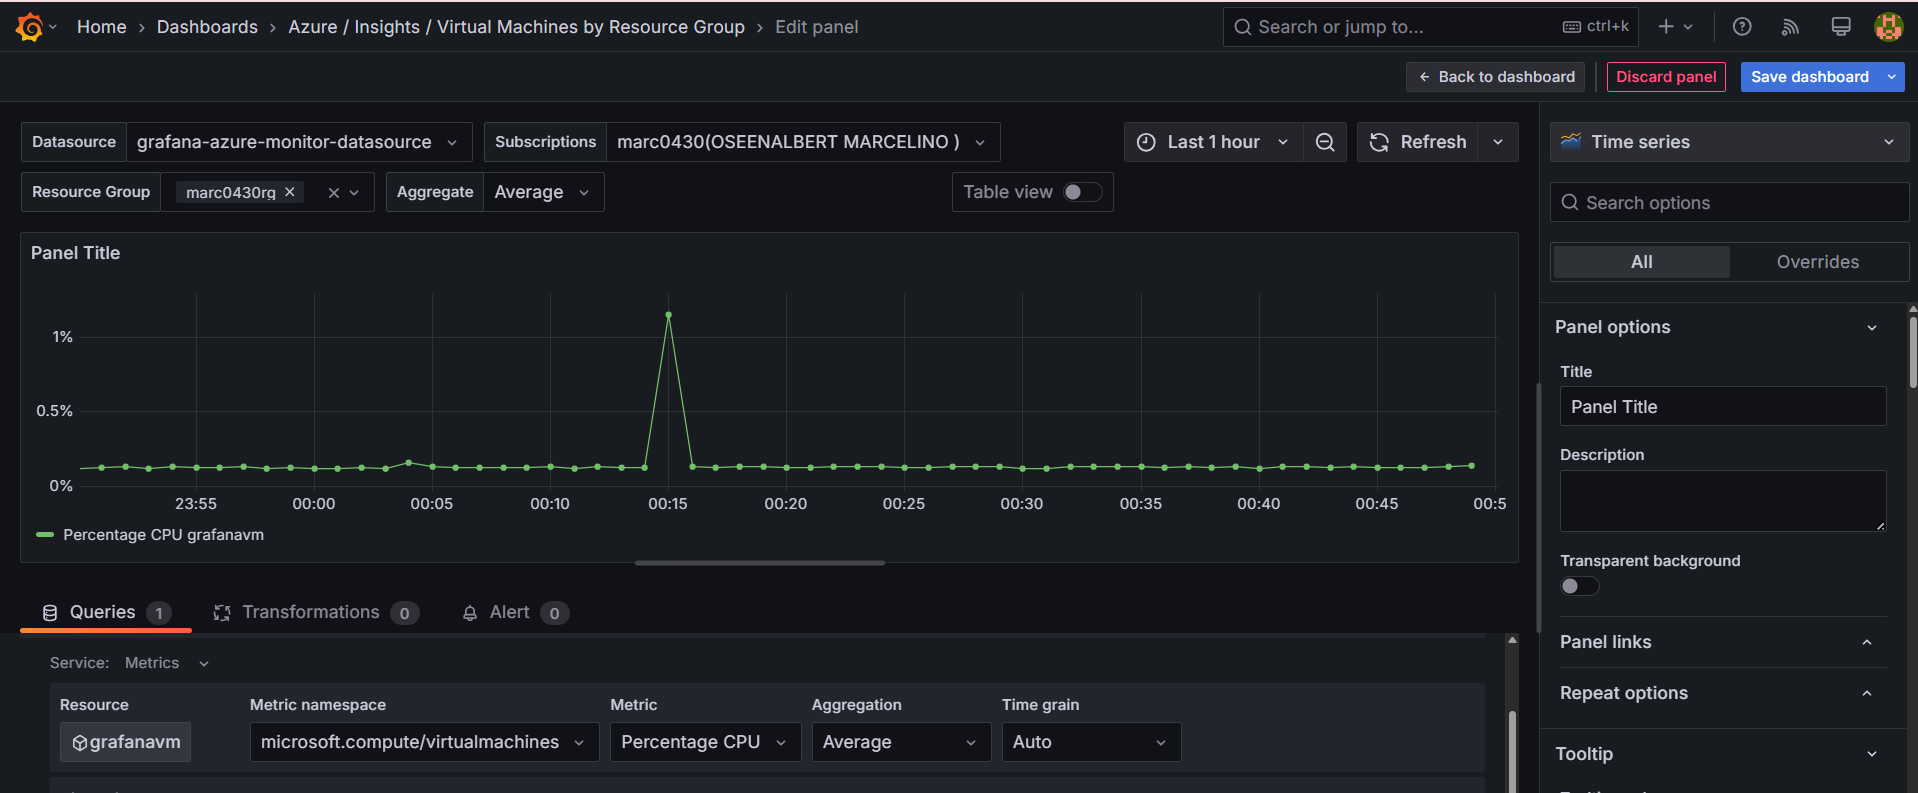 Home › Dashboards › Azure / Insights / Virtual Machines by Resource Group › Edit panel
Search or jump to... ctrl+k
Back to dashboard
Discard panel
Save dashboard
Datasource grafana-azure-monitor-datasource
Subscriptions marc0430(OSEENALBERT MARCELINO )
Last 1 hour
Refresh
Resource Group marc0430rg
Aggregate Average
Table view
Panel Title
1%
0.5%
0%
23:55 00:00 00:05 00:10 00:15 00:20 00:25 00:30 00:35 00:40 00:45 00:5
Percentage CPU grafanavm
Queries 1
Transformations 0
Alert 0
Service: Metrics
Resource Metric namespace Metric Aggregation Time grain
grafanavm microsoft.compute/virtualmachines Percentage CPU Average Auto
Time series
Search options
All Overrides
Panel options
Title
Panel Title
Description
Transparent background
Panel links
Repeat options
Tooltip